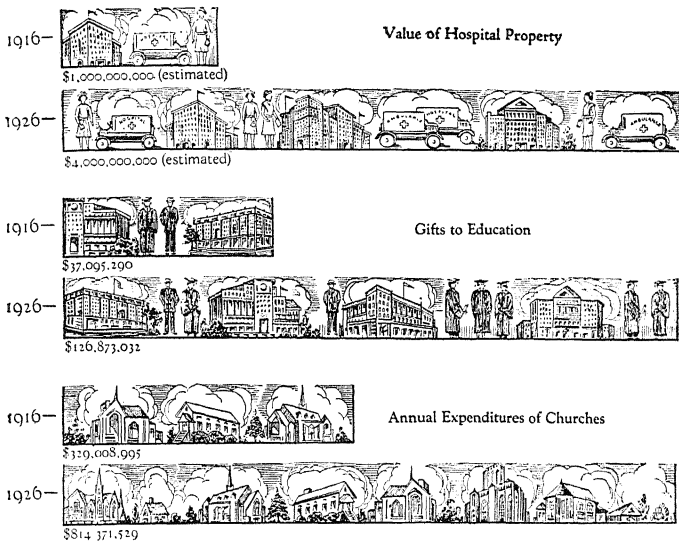 1916—
Value of Hospital Property
$1,000,000,000 (estimated)
1926—
$4,000,000,000 (estimated)
1916—
Gifts to Education
$37,095,290
1926—
$126,873,032
1916—
Annual Expenditures of Churches
$329,008,995
1926—
$814 371,529